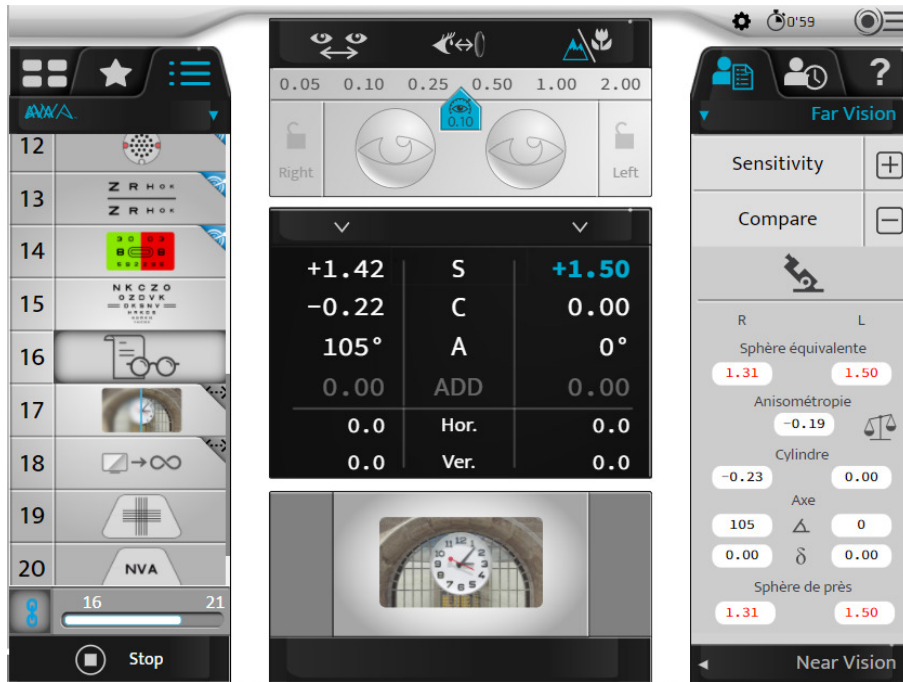 0'59
AWA
12
13
Z R H O K
Z R H O K
14
15
N K C Z O
O Z D V K
16
17
18
19
20
NVA
16 21
Stop
0.05 0.10 0.25 0.50 1.00 2.00
0.10
Right Left
+1.42 S +1.50
−0.22 C 0.00
105° A 0°
0.00 ADD 0.00
0.0 Hor. 0.0
0.0 Ver. 0.0
?
Far Vision
Sensitivity
Compare
R L
Sphère équivalente
1.31 1.50
Anisométropie
-0.19
Cylindre
-0.23 0.00
Axe
105 0
0.00 δ 0.00
Sphère de près
1.31 1.50
Near Vision